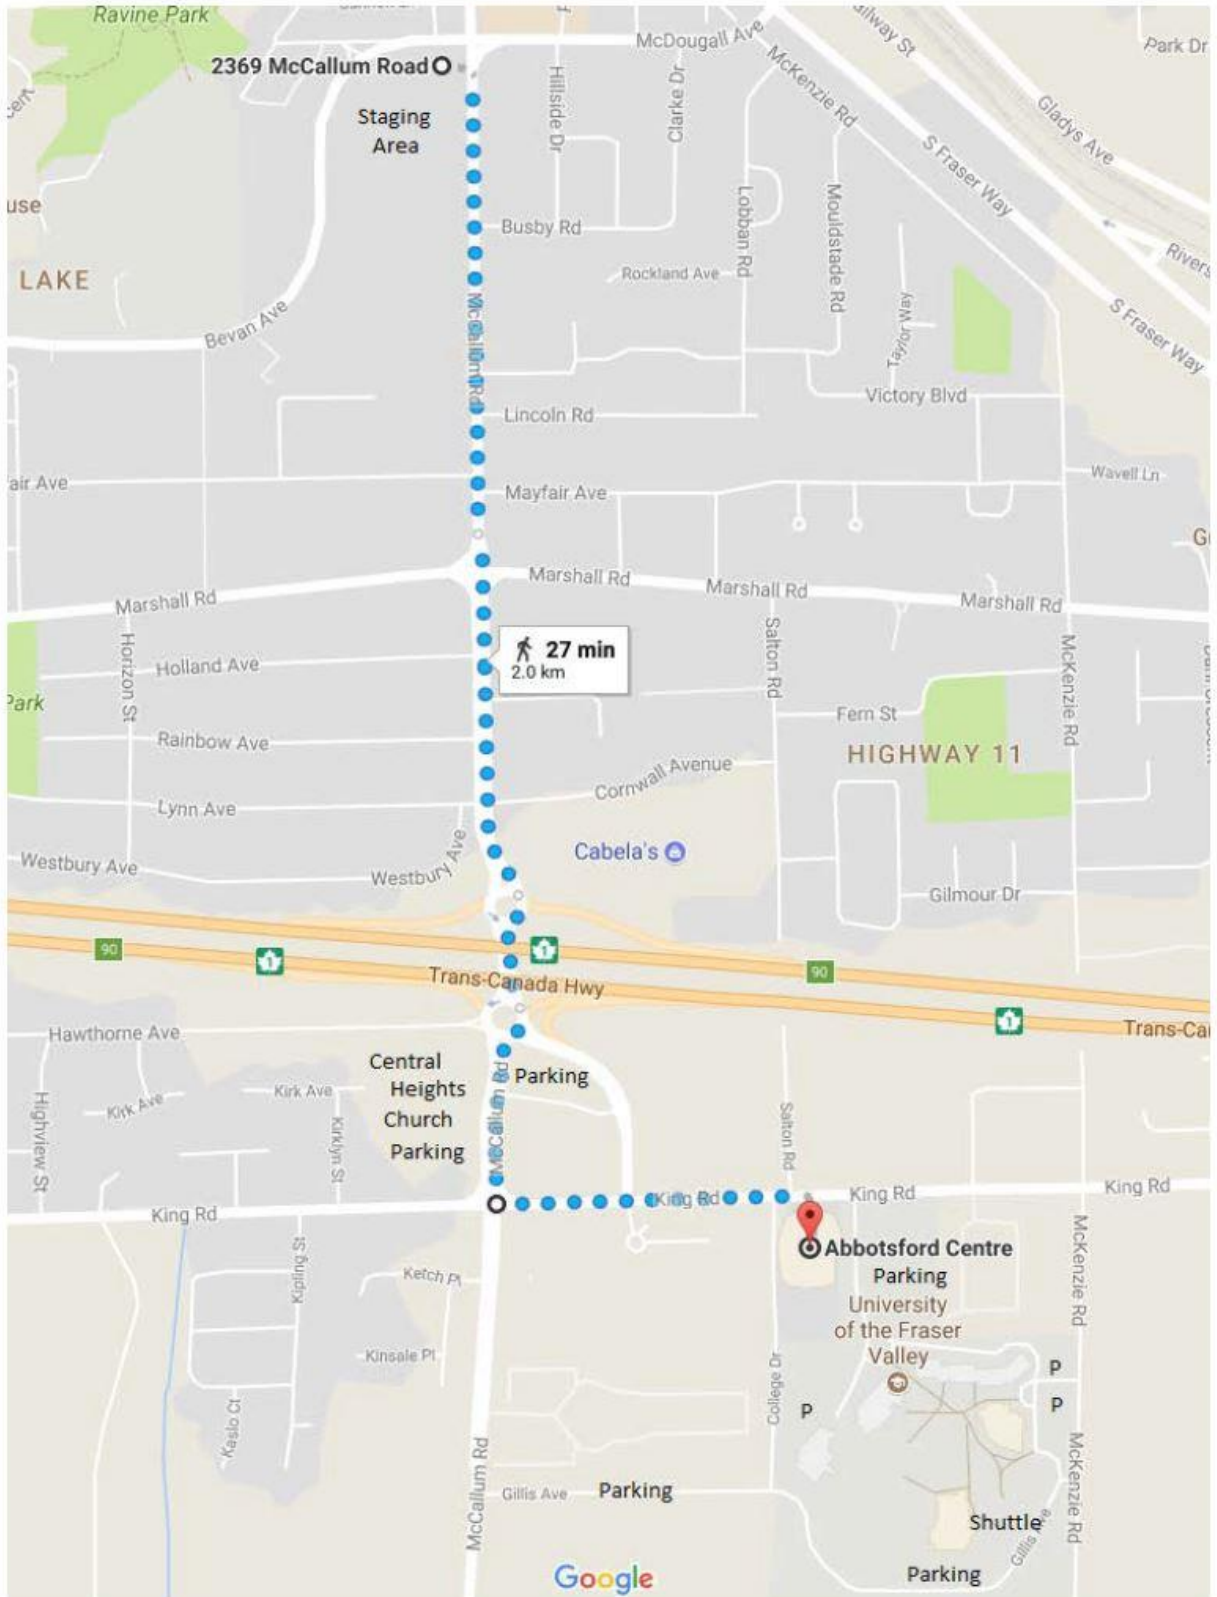 Ravine Park
McDougall Ave
Park Dr
2369 McCallum Road
Staging
Area
Hillside Dr
Clarke Dr
McKenzie Rd
Gladys Ave
S Fraser Way
Lobban Rd
Mouldstade Rd
Busby Rd
Rockland Ave
LAKE
Bevan Ave
McCallum Rd
Taylor Way
S Fraser Way
Victory Blvd
Lincoln Rd
Mayfair Ave
Wavell Ln
Marshall Rd
Marshall Rd
Marshall Rd
Marshall Rd
Horizon St
Holland Ave
27 min
2.0 km
Salton Rd
McKenzie Rd
Park
Fern St
Rainbow Ave
HIGHWAY 11
Cornwall Avenue
Lynn Ave
Westbury Ave
Westbury Ave
Cabela's
Gilmour Dr
90
1
1
90
Trans-Canada Hwy
1
Hawthorne Ave
Central
Heights
Church
Parking
Parking
McCallum Rd
Kirk Ave
Kirk Ave
Highview St
Kirklyn St
Salton Rd
King Rd
King Rd
King Rd
King Rd
Abbotsford Centre
Parking
University
of the Fraser
Valley
McKenzie Rd
Kipling St
Ketch Pl
Kinsale Pl
Kaslo Ct
College Dr
P
P
P
McCallum Rd
McKenzie Rd
Gillis Ave
Parking
Shuttle
Gillis Ave
Parking
Google